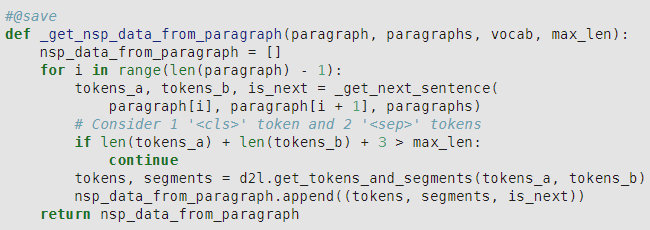 #@save
def _get_nsp_data_from_paragraph(paragraph, paragraphs, vocab, max_len):
    nsp_data_from_paragraph = []
    for i in range(len(paragraph) - 1):
        tokens_a, tokens_b, is_next = _get_next_sentence(
            paragraph[i], paragraph[i + 1], paragraphs)
        # Consider 1 '<cls>' token and 2 '<sep>' tokens
        if len(tokens_a) + len(tokens_b) + 3 > max_len:
            continue
        tokens, segments = d2l.get_tokens_and_segments(tokens_a, tokens_b)
        nsp_data_from_paragraph.append((tokens, segments, is_next))
    return nsp_data_from_paragraph